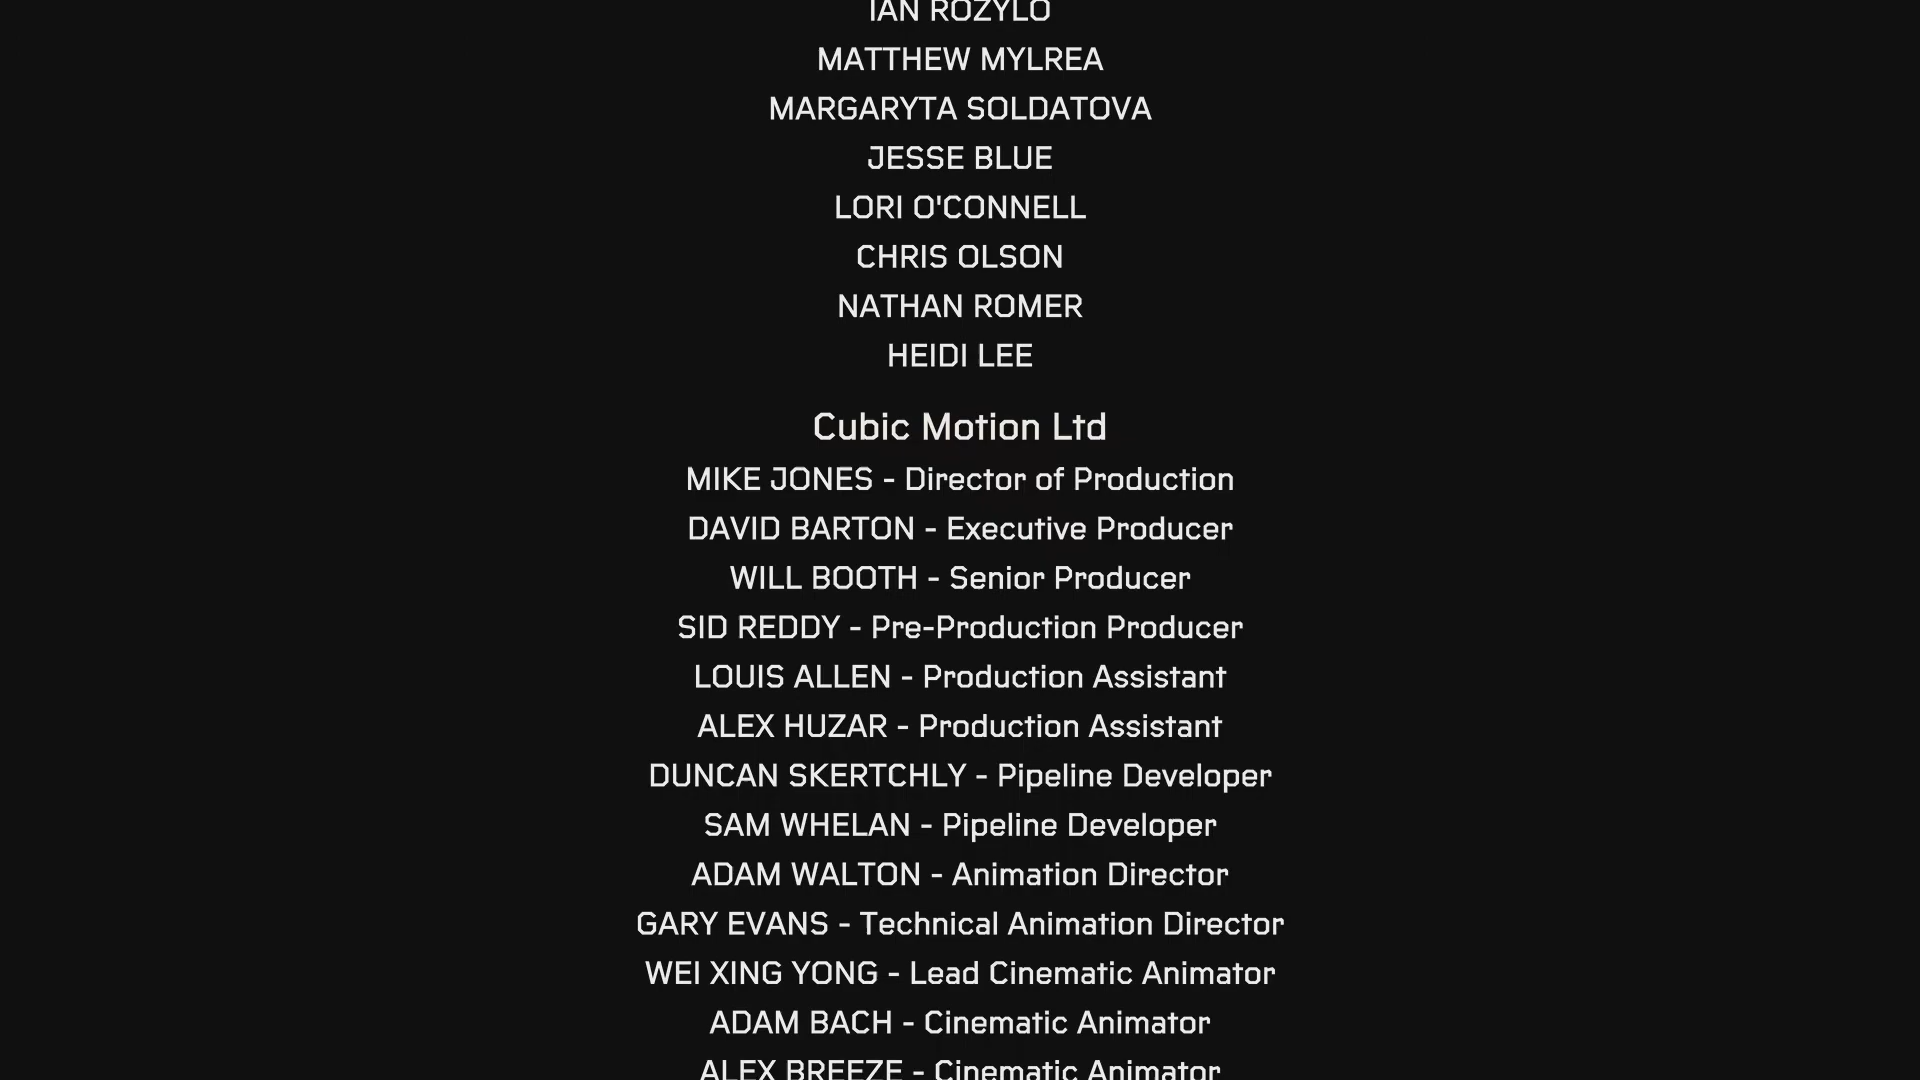 IAN ROZYLO
MATTHEW MYLREA
MARGARYTA SOLDATOVA
JESSE BLUE
LORI O'CONNELL
CHRIS OLSON
NATHAN ROMER
HEIDI LEE
Cubic Motion Ltd
MIKE JONES - Director of Production
DAVID BARTON - Executive Producer
WILL BOOTH - Senior Producer
SID REDDY - Pre-Production Producer
LOUIS ALLEN - Production Assistant
ALEX HUZAR - Production Assistant
DUNCAN SKERTCHLY - Pipeline Developer
SAM WHELAN - Pipeline Developer
ADAM WALTON - Animation Director
GARY EVANS - Technical Animation Director
WEI XING YONG - Lead Cinematic Animator
ADAM BACH - Cinematic Animator
ALEX BREEZE - Cinematic Animator